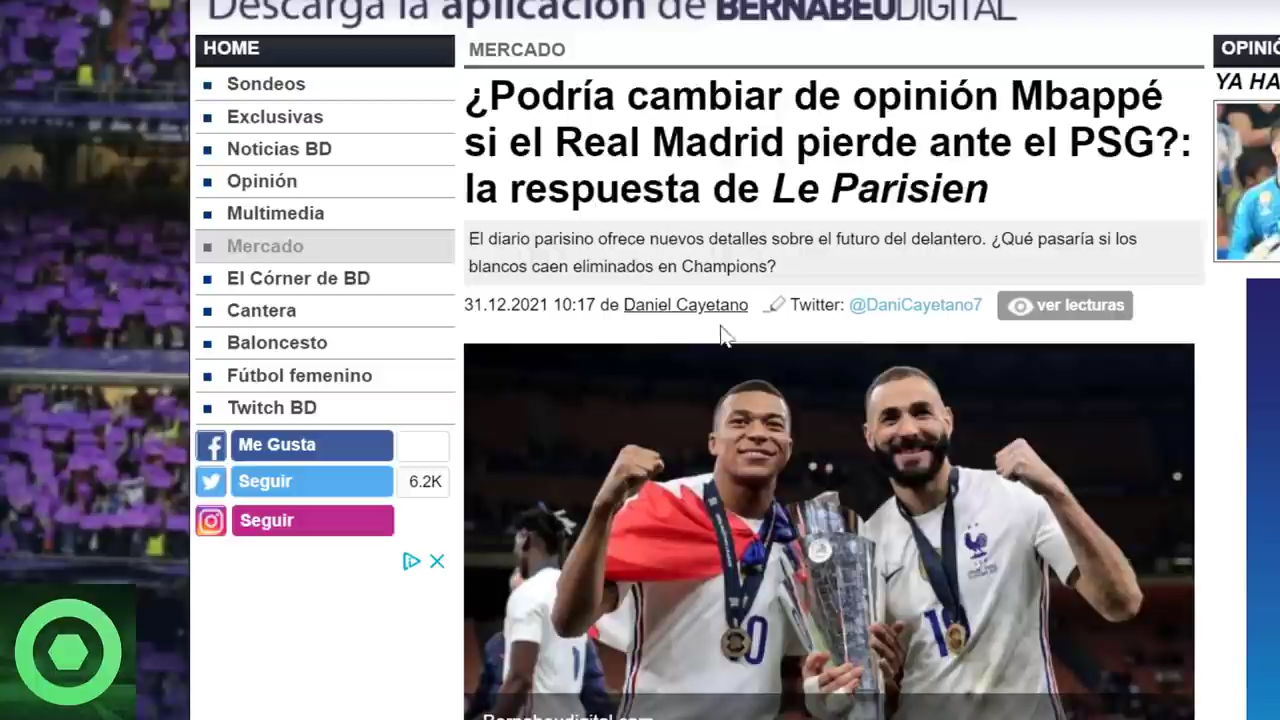 Descarga la aplicación de BERNABEUDIGITAL
HOME
Sondeos
Exclusivas
Noticias BD
Opinión
Multimedia
Mercado
El Córner de BD
Cantera
Baloncesto
Fútbol femenino
Twitch BD
Me Gusta
Seguir
6.2K
Seguir
MERCADO
¿Podría cambiar de opinión Mbappé
si el Real Madrid pierde ante el PSG?:
la respuesta de Le Parisien
El diario parisino ofrece nuevos detalles sobre el futuro del delantero. ¿Qué pasaría si los
blancos caen eliminados en Champions?
31.12.2021 10:17 de Daniel Cayetano Twitter: @DaniCayetano7 ver lecturas
Bernabeudigital.com
OPINIÓ
YA HA